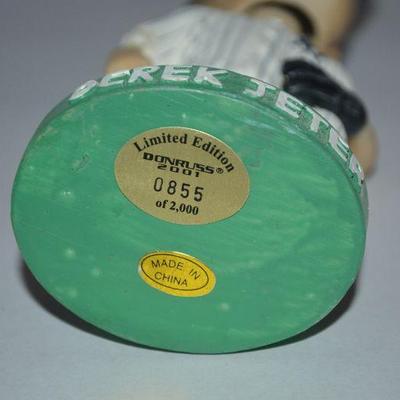 DEREK JETER
Limited Edition
DONRUSS®
2001
0855
of 2,000
MADE IN
CHINA